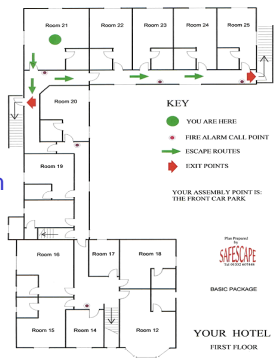 Room 21
Room 22
Room 23
Room 24
Room 25
Room 20
KEY
YOU ARE HERE
FIRE ALARM CALL POINT
ESCAPE ROUTES
EXIT POINTS
Room 19
YOUR ASSEMBLY POINT IS:
THE FRONT CAR PARK
Plan Prepared
by
SAFESCAPE
Room 16
Room 17
Room 18
BASIC PACKAGE
Room 15
Room 14
Room 12
YOUR HOTEL
FIRST FLOOR